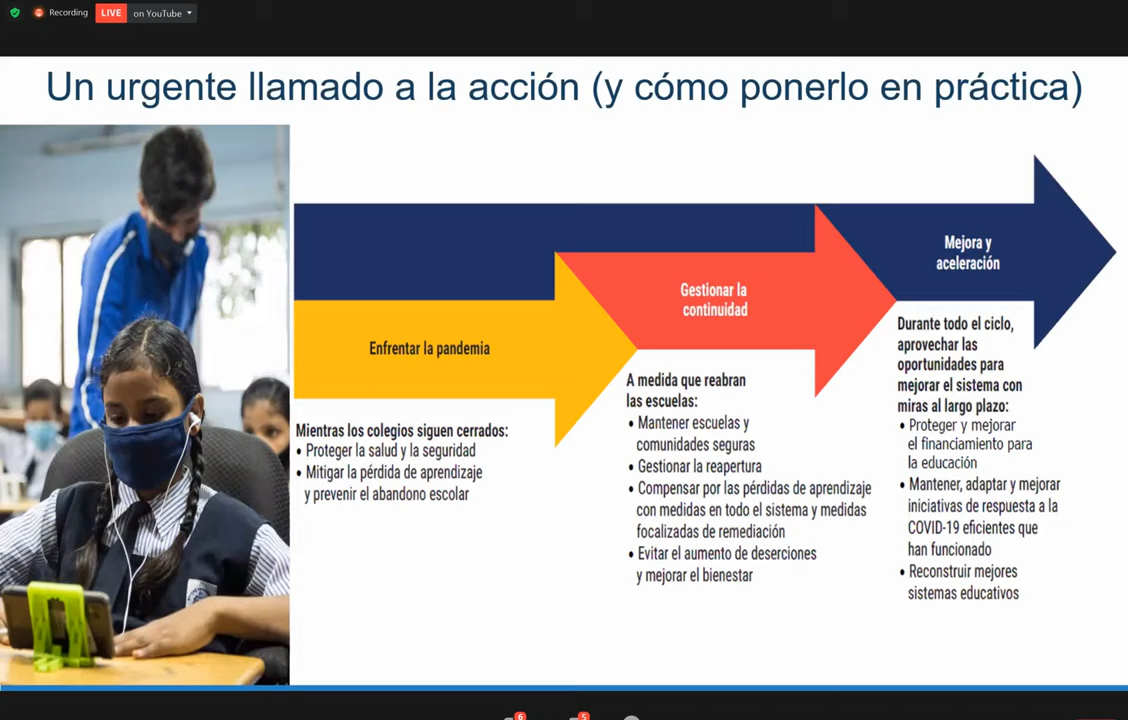 Recording
LIVE on YouTube
Un urgente llamado a la acción (y cómo ponerlo en práctica)
Enfrentar la pandemia
Mientras los colegios siguen cerrados:
• Proteger la salud y la seguridad
• Mitigar la pérdida de aprendizaje
y prevenir el abandono escolar
Gestionar la
continuidad
A medida que reabran
las escuelas:
• Mantener escuelas y
comunidades seguras
• Gestionar la reapertura
• Compensar por las pérdidas de aprendizaje
con medidas en todo el sistema y medidas
focalizadas de remediación
• Evitar el aumento de deserciones
y mejorar el bienestar
Mejora y
aceleración
Durante todo el ciclo,
aprovechar las
oportunidades para
mejorar el sistema con
miras al largo plazo:
• Proteger y mejorar
el financiamiento para
la educación
• Mantener, adaptar y mejorar
iniciativas de respuesta a la
COVID-19 eficientes que
han funcionado
• Reconstruir mejores
sistemas educativos
6
5